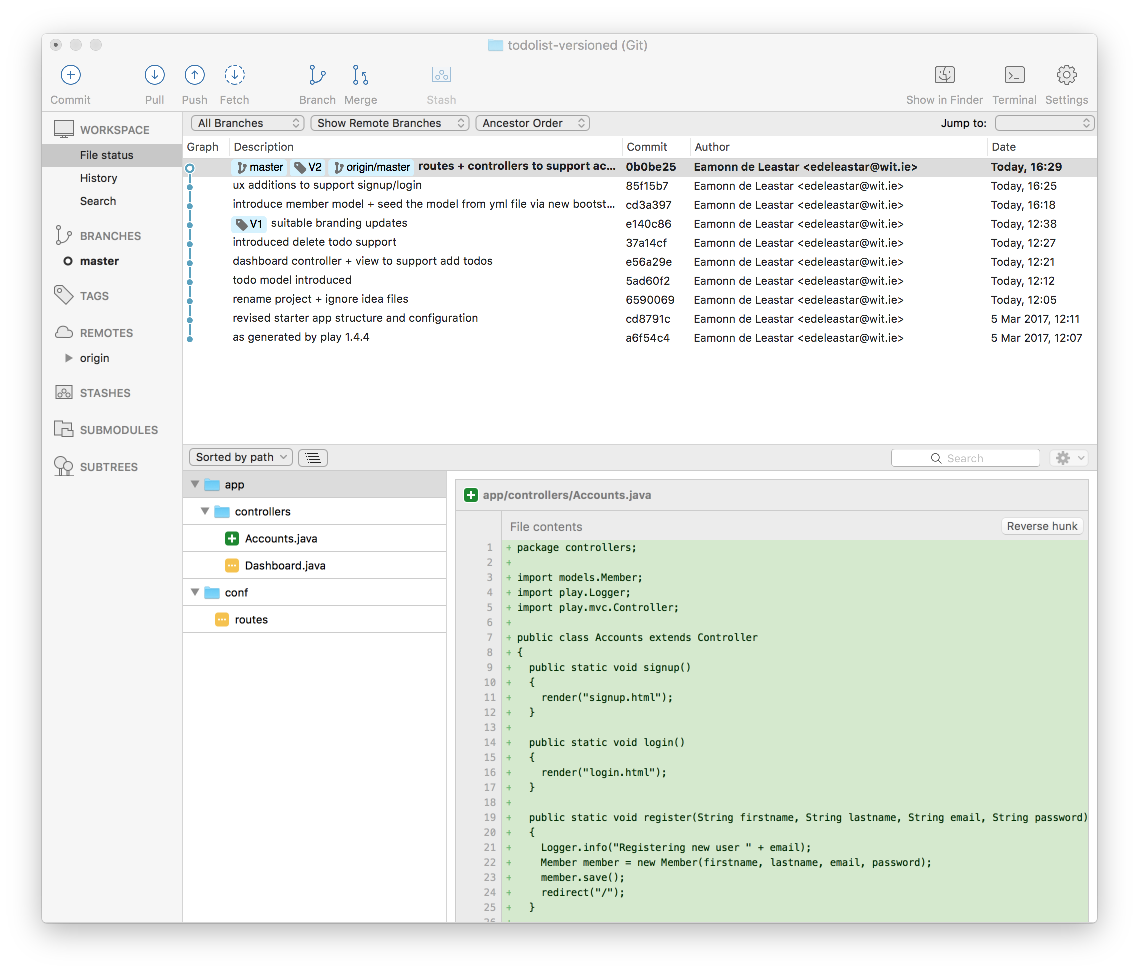 todolist-versioned (Git)
Commit Pull Push Fetch Branch Merge Stash Show in Finder Terminal Settings
WORKSPACE
File status
History
Search
BRANCHES
master
TAGS
REMOTES
origin
STASHES
SUBMODULES
SUBTREES
All Branches Show Remote Branches Ancestor Order Jump to:
Graph Description Commit Author Date
master V2 origin/master routes + controllers to support ac... 0b0be25 Eamonn de Leastar <edeleastar@wit.ie> Today, 16:29
ux additions to support signup/login 85f15b7 Eamonn de Leastar <edeleastar@wit.ie> Today, 16:25
introduce member model + seed the model from yml file via new bootst... cd3a397 Eamonn de Leastar <edeleastar@wit.ie> Today, 16:18
V1 suitable branding updates e140c86 Eamonn de Leastar <edeleastar@wit.ie> Today, 12:38
introduced delete todo support 37a14cf Eamonn de Leastar <edeleastar@wit.ie> Today, 12:27
dashboard controller + view to support add todos e56a29e Eamonn de Leastar <edeleastar@wit.ie> Today, 12:21
todo model introduced 5ad60f2 Eamonn de Leastar <edeleastar@wit.ie> Today, 12:12
rename project + ignore idea files 6590069 Eamonn de Leastar <edeleastar@wit.ie> Today, 12:05
revised starter app structure and configuration cd8791c Eamonn de Leastar <edeleastar@wit.ie> 5 Mar 2017, 12:11
as generated by play 1.4.4 a6f54c4 Eamonn de Leastar <edeleastar@wit.ie> 5 Mar 2017, 12:07
Sorted by path Search
app
controllers
Accounts.java
Dashboard.java
conf
routes
app/controllers/Accounts.java
File contents Reverse hunk
1 + package controllers;
2 +
3 + import models.Member;
4 + import play.Logger;
5 + import play.mvc.Controller;
6 +
7 + public class Accounts extends Controller
8 + {
9 + public static void signup()
10 + {
11 + render("signup.html");
12 + }
13 +
14 + public static void login()
15 + {
16 + render("login.html");
17 + }
18 +
19 + public static void register(String firstname, String lastname, String email, String password)
20 + {
21 + Logger.info("Registering new user " + email);
22 + Member member = new Member(firstname, lastname, email, password);
23 + member.save();
24 + redirect("/");
25 + }
26 +